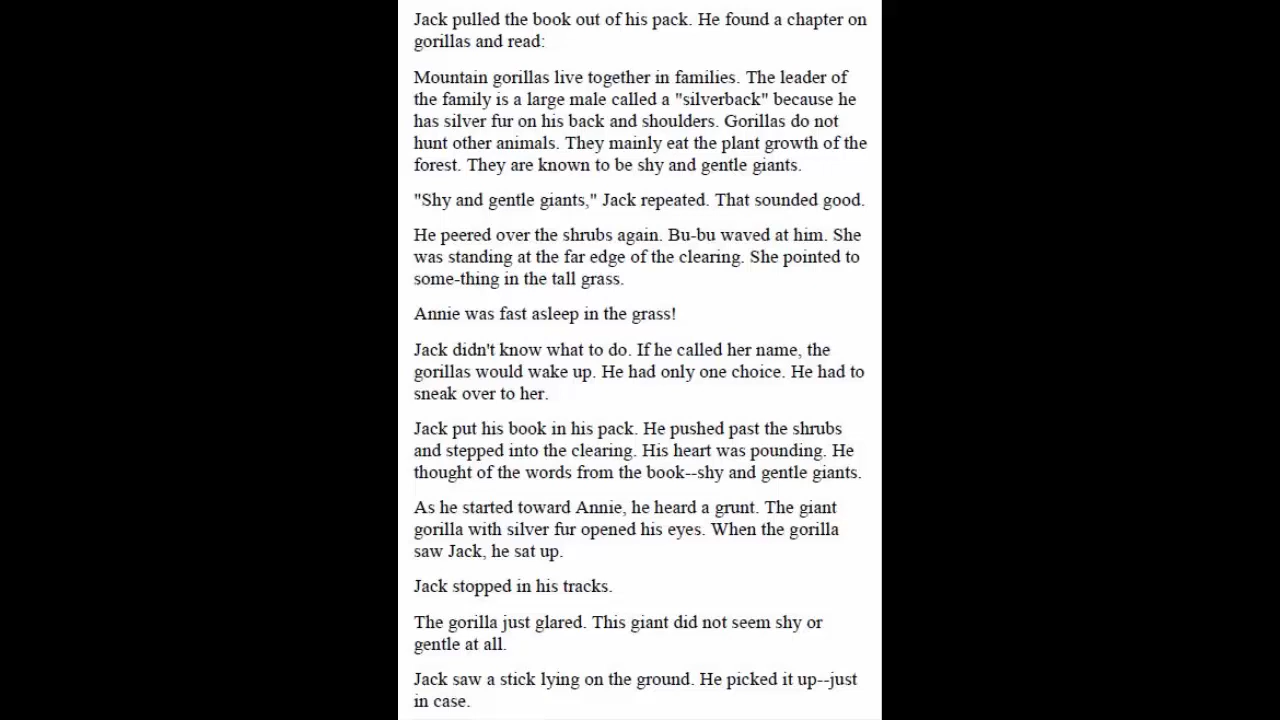 Jack pulled the book out of his pack. He found a chapter on
gorillas and read:
Mountain gorillas live together in families. The leader of
the family is a large male called a "silverback" because he
has silver fur on his back and shoulders. Gorillas do not
hunt other animals. They mainly eat the plant growth of the
forest. They are known to be shy and gentle giants.
"Shy and gentle giants," Jack repeated. That sounded good.
He peered over the shrubs again. Bu-bu waved at him. She
was standing at the far edge of the clearing. She pointed to
some-thing in the tall grass.
Annie was fast asleep in the grass!
Jack didn't know what to do. If he called her name, the
gorillas would wake up. He had only one choice. He had to
sneak over to her.
Jack put his book in his pack. He pushed past the shrubs
and stepped into the clearing. His heart was pounding. He
thought of the words from the book--shy and gentle giants.
As he started toward Annie, he heard a grunt. The giant
gorilla with silver fur opened his eyes. When the gorilla
saw Jack, he sat up.
Jack stopped in his tracks.
The gorilla just glared. This giant did not seem shy or
gentle at all.
Jack saw a stick lying on the ground. He picked it up--just
in case.